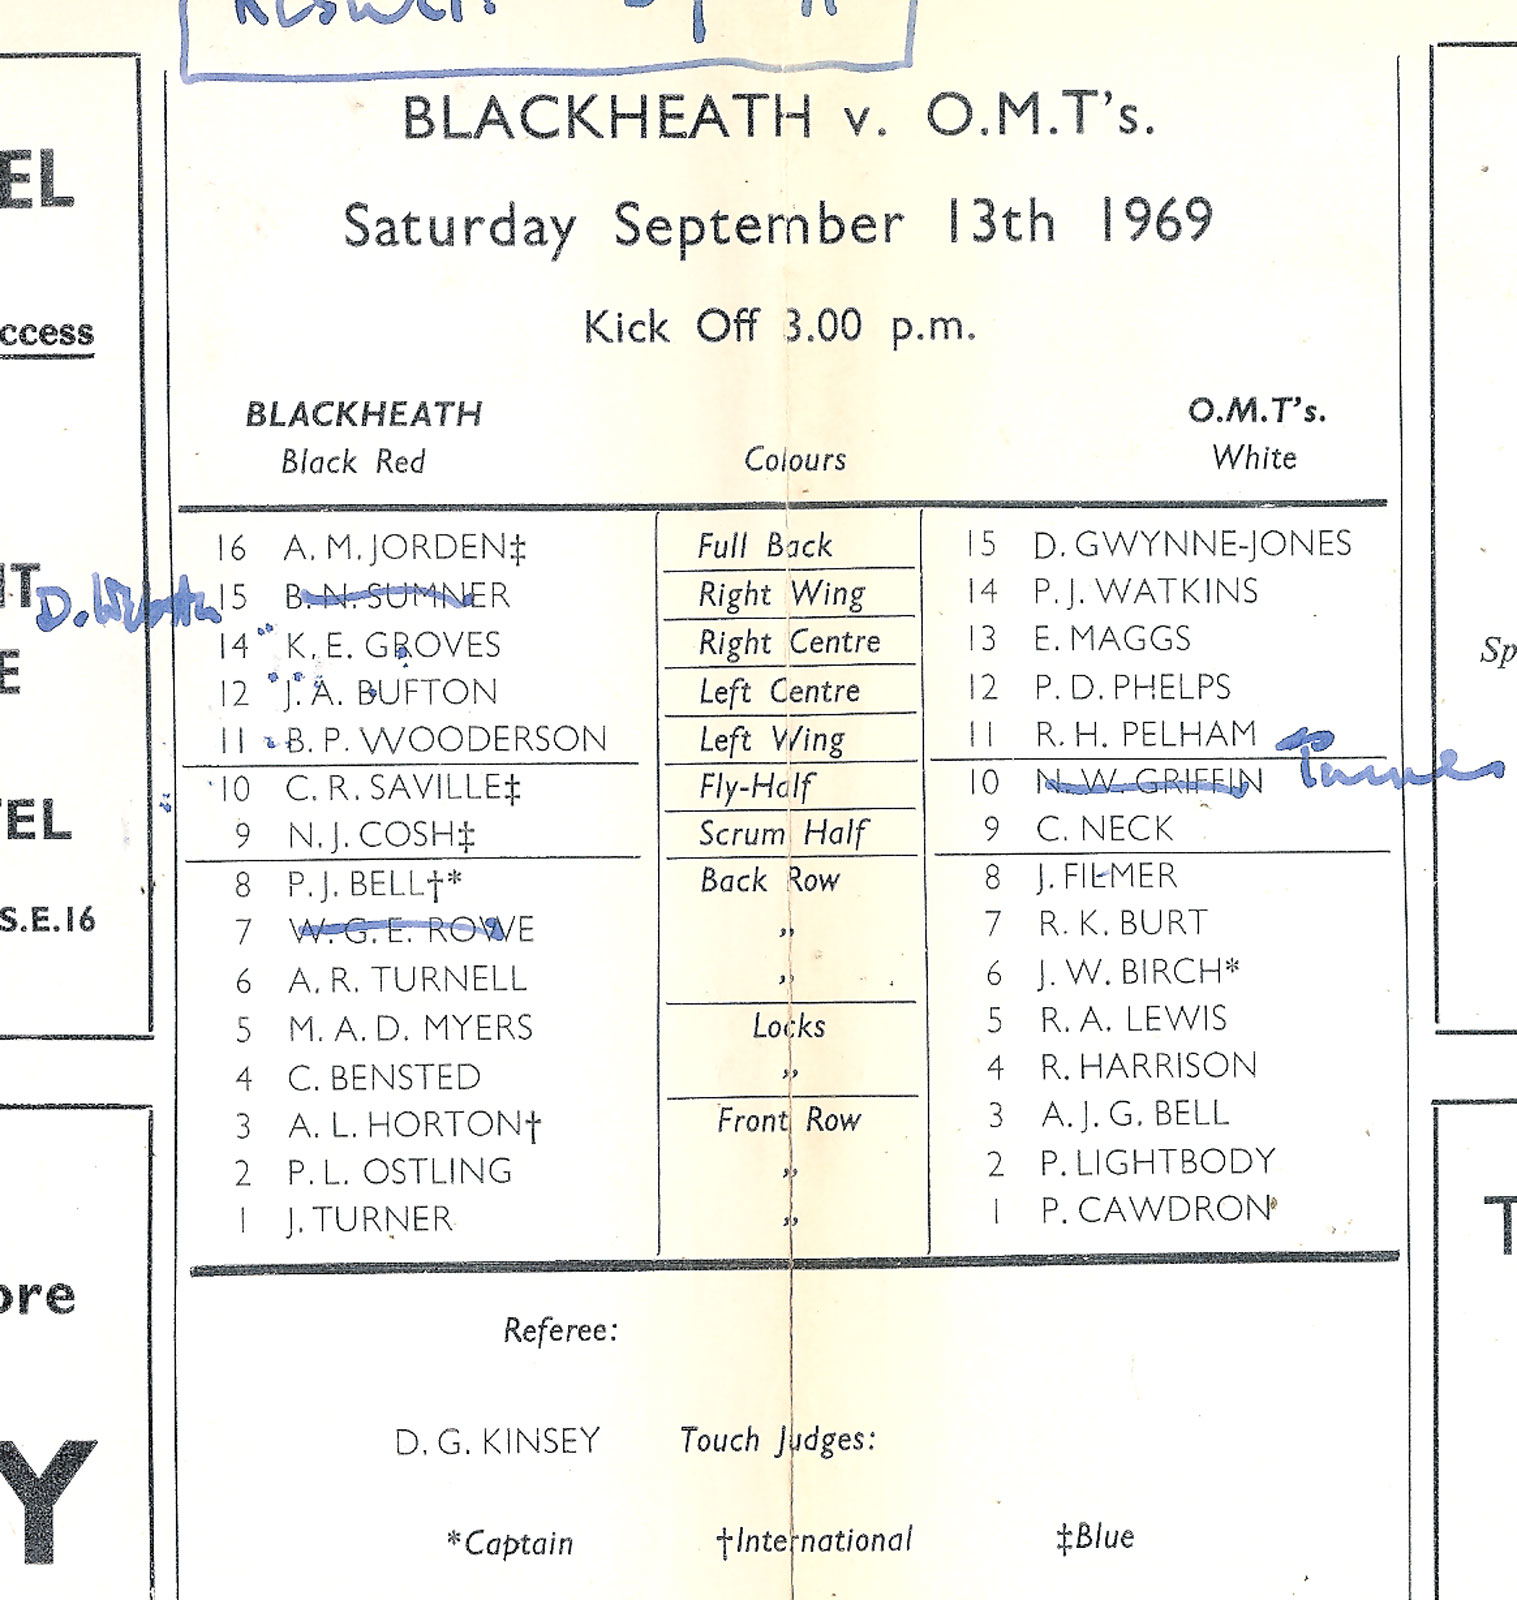 BLACKHEATH v. O.M.T's.
Saturday September 13th 1969
Kick Off 3.00 p.m.
BLACKHEATH O.M.T's.
Black Red Colours White
16 A. M. JORDEN‡ Full Back 15 D. GWYNNE-JONES
D. 15 B. N. SUMNER Right Wing 14 P. J. WATKINS
14 K. E. GROVES Right Centre 13 E. MAGGS
12 J. A. BUFTON Left Centre 12 P. D. PHELPS
11 B. P. WOODERSON Left Wing 11 R. H. PELHAM
10 C. R. SAVILLE‡ Fly-Half 10 N. W. GRIFFIN
9 N. J. COSH‡ Scrum Half 9 C. NECK
8 P. J. BELL†* Back Row 8 J. FILMER
7 W. G. E. ROWE „ 7 R. K. BURT
6 A. R. TURNELL „ 6 J. W. BIRCH*
5 M. A. D. MYERS Locks 5 R. A. LEWIS
4 C. BENSTED „ 4 R. HARRISON
3 A. L. HORTON† Front Row 3 A. J. G. BELL
2 P. L. OSTLING „ 2 P. LIGHTBODY
1 J. TURNER „ 1 P. CAWDRON
Referee:
D. G. KINSEY Touch Judges:
*Captain †International ‡Blue
EL
ccess
IT
E
TEL
S.E.16
ore
Y
Sp
T